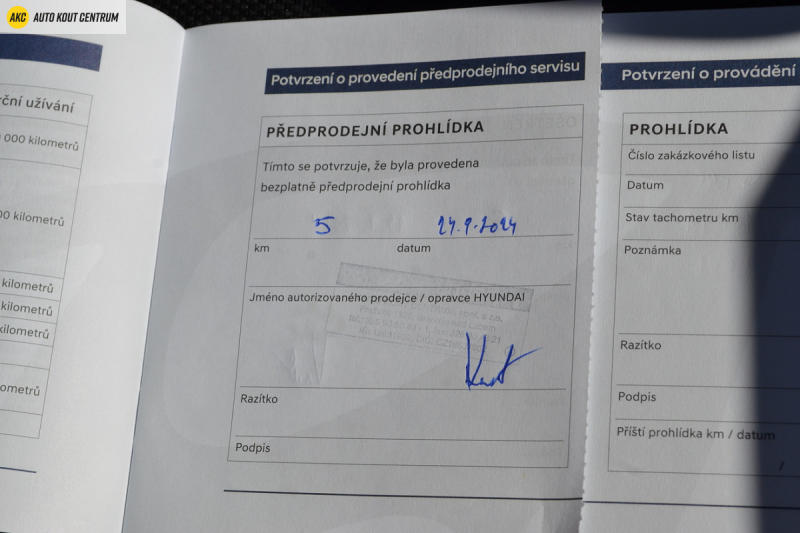 AKC AUTO KOUT CENTRUM
rční užívání
000 kilometrů
00 kilometrů
kilometrů
kilometrů
kilometrů
ometrů
Potvrzení o provedení předprodejního servisu
PŘEDPRODEJNÍ PROHLÍDKA
Tímto se potvrzuje, že byla provedena
bezplatně předprodejní prohlídka
5 24.9.2024
km datum
Jméno autorizovaného prodejce / opravce HYUNDAI
Razítko
Podpis
Potvrzení o provádění
PROHLÍDKA
Číslo zakázkového listu
Datum
Stav tachometru km
Poznámka
Razítko
Podpis
Příští prohlídka km / datum
/